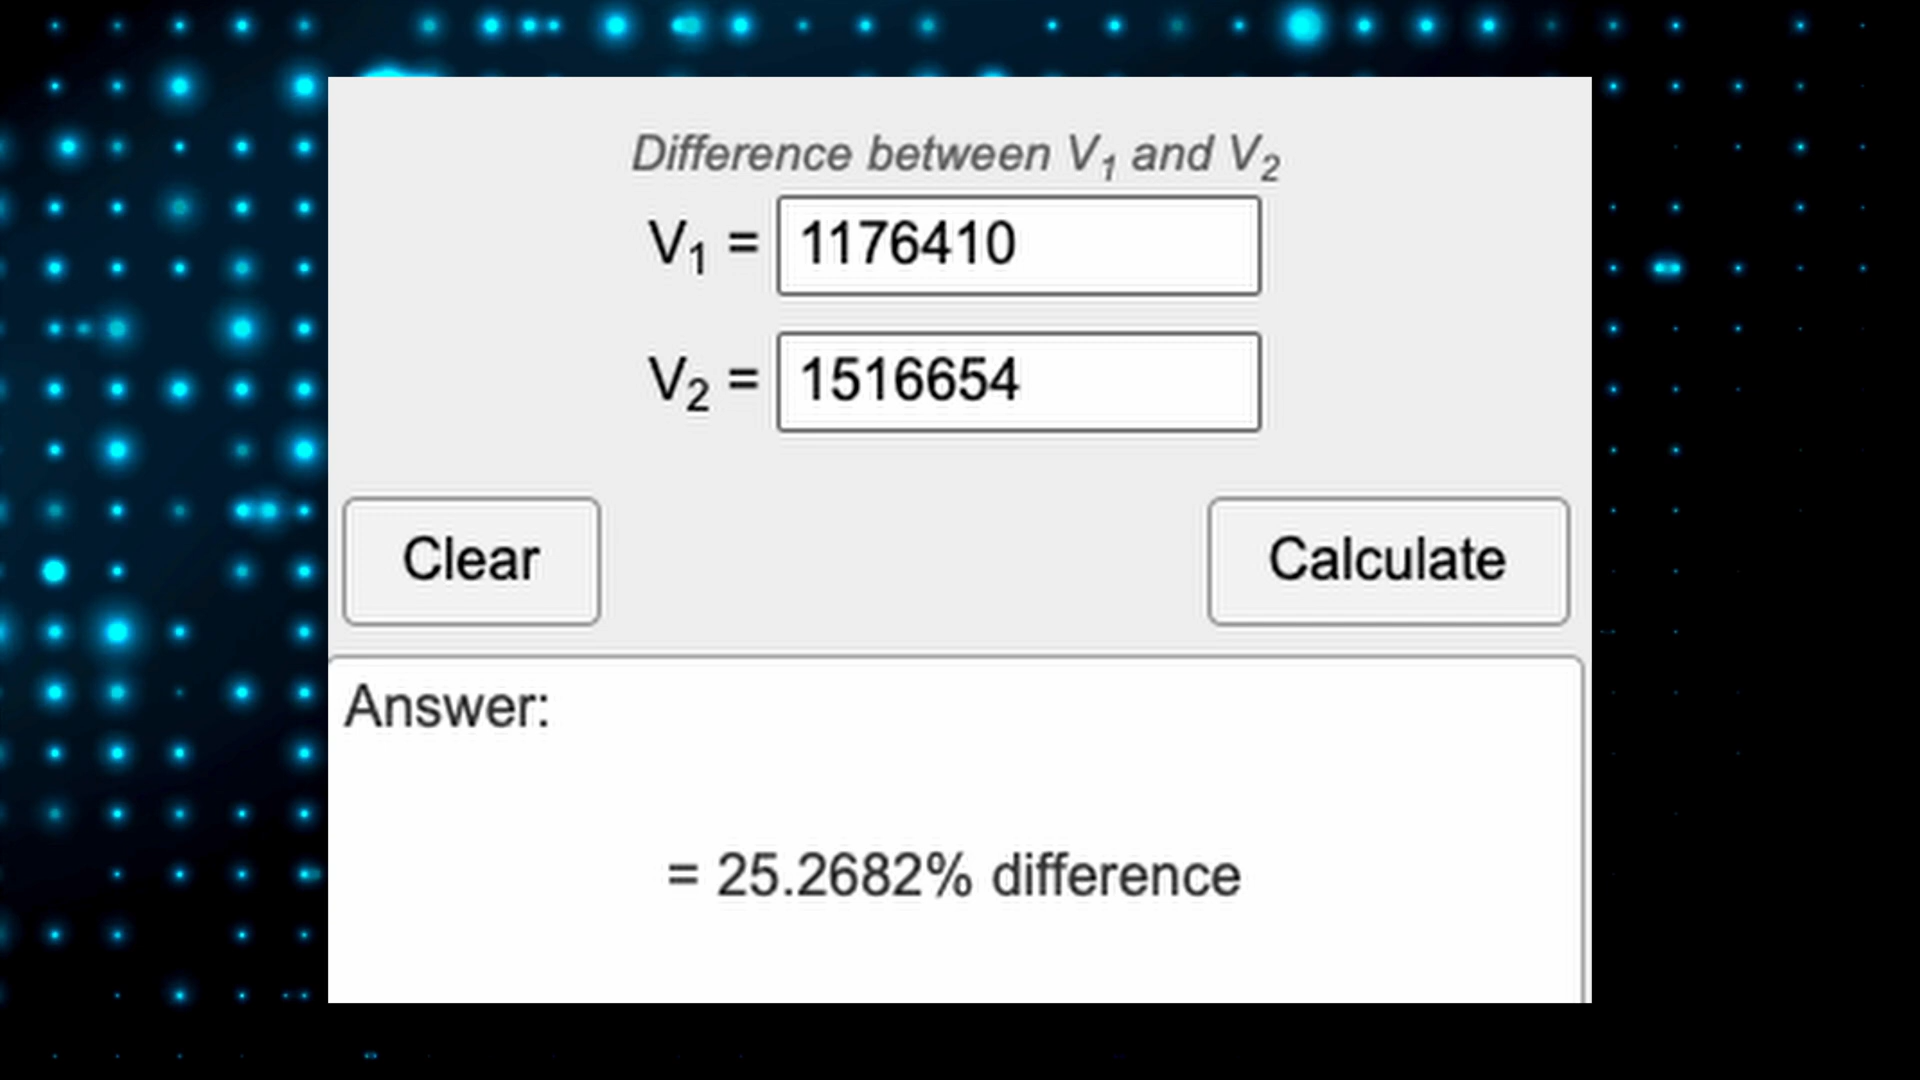 Difference between V₁ and V₂
V₁ = 1176410
V₂ = 1516654
Clear Calculate
Answer:
= 25.2682% difference